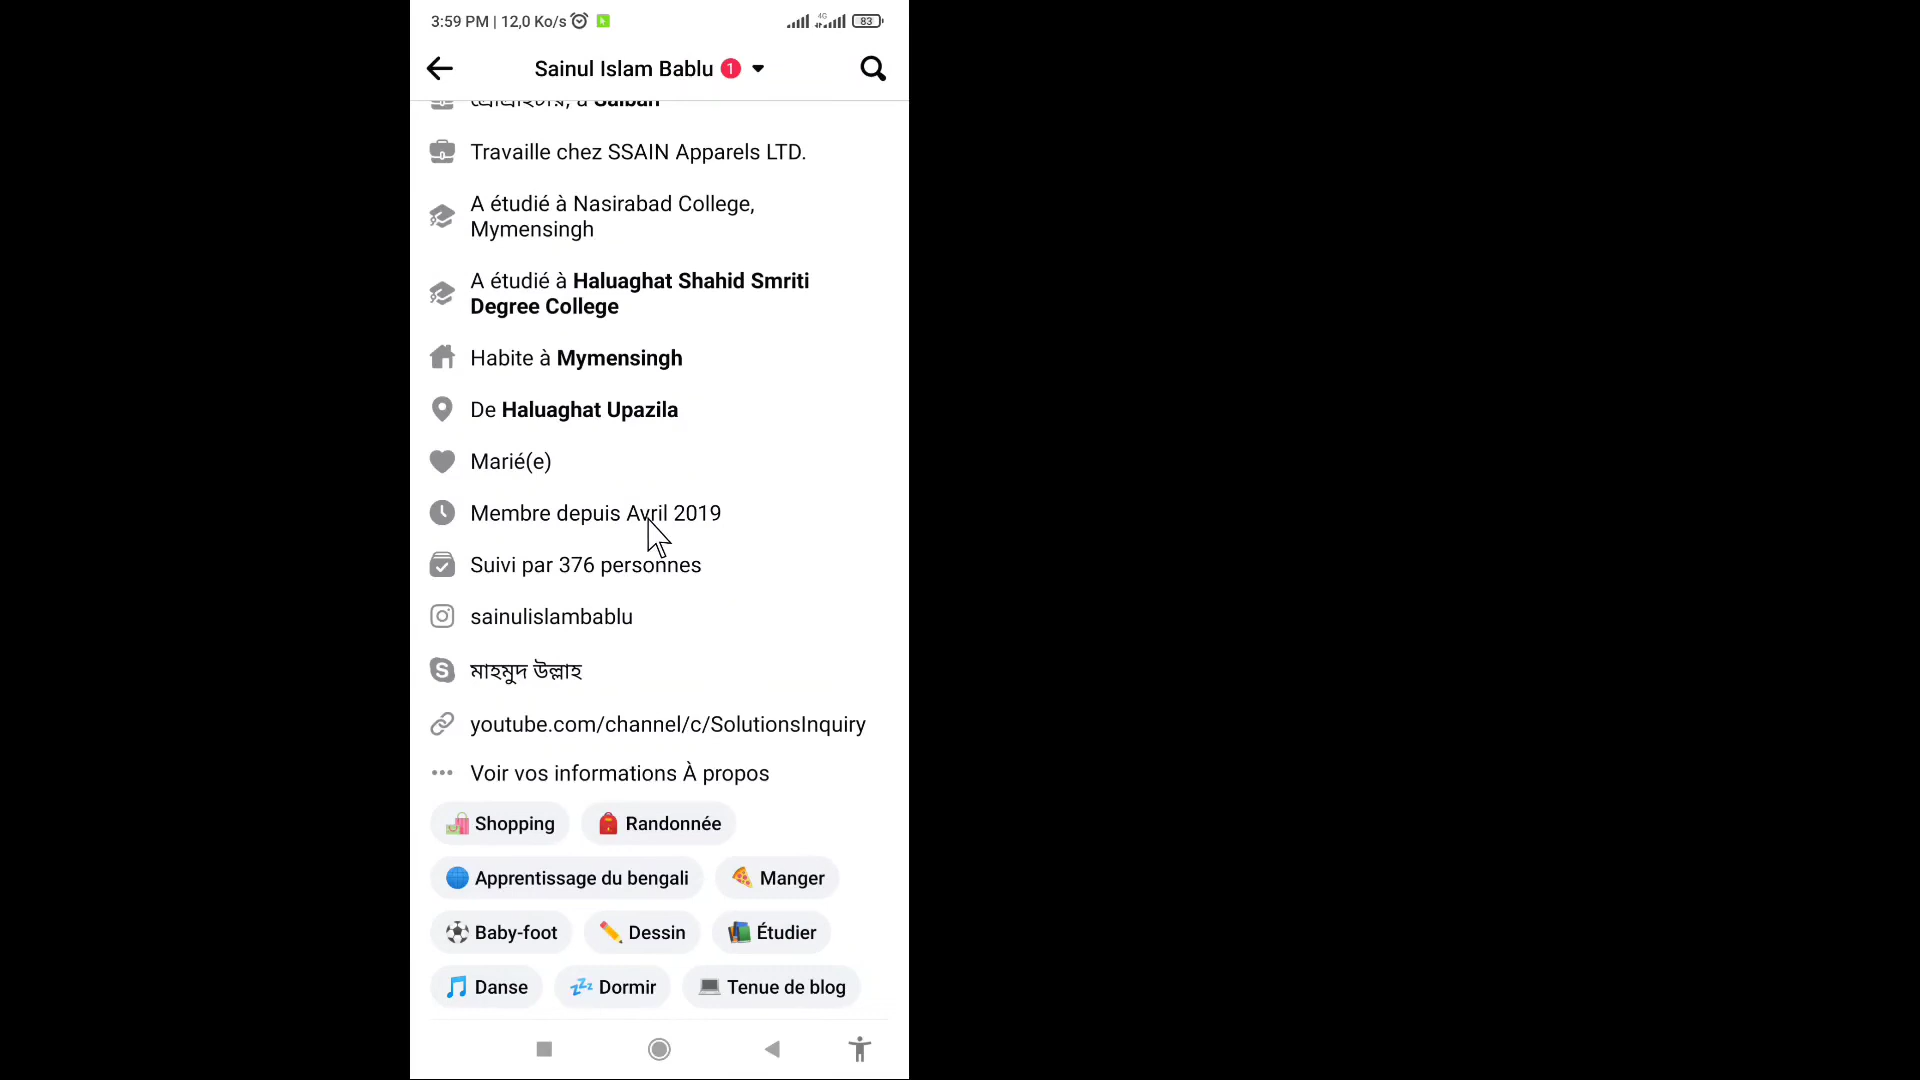 3:59 PM | 12,0 Ko/s
4G
83
Sainul Islam Bablu 1
Travaille chez SSAIN Apparels LTD.
A étudié à Nasirabad College,
Mymensingh
A étudié à Haluaghat Shahid Smriti
Degree College
Habite à Mymensingh
De Haluaghat Upazila
Marié(e)
Membre depuis Avril 2019
Suivi par 376 personnes
sainulislambablu
মাহমুদ উল্লাহ
youtube.com/channel/c/SolutionsInquiry
Voir vos informations À propos
Shopping Randonnée
Apprentissage du bengali Manger
Baby-foot Dessin Étudier
Danse Dormir Tenue de blog